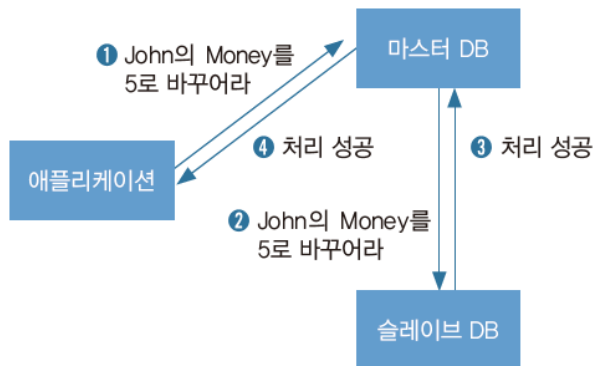 ❶ John의 Money를
5로 바꾸어라
마스터 DB
❹ 처리 성공
❸ 처리 성공
애플리케이션
❷ John의 Money를
5로 바꾸어라
슬레이브 DB